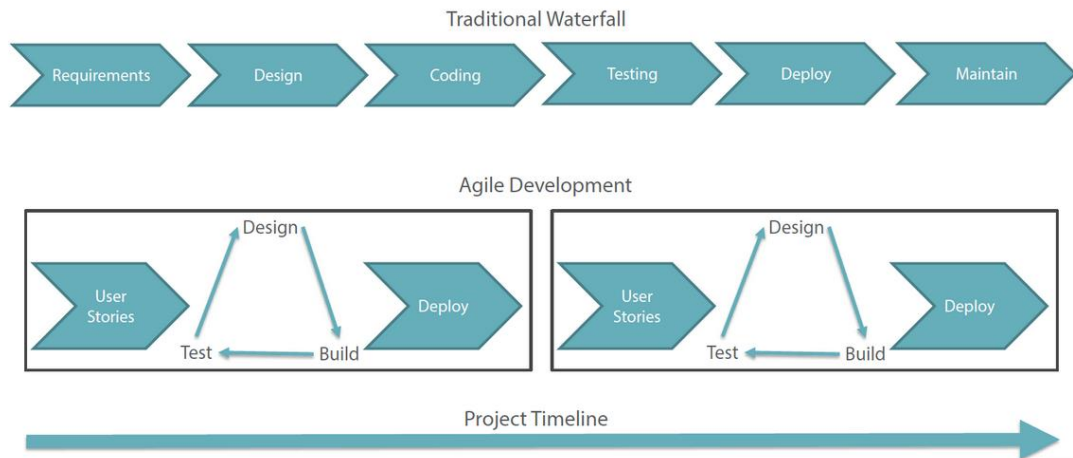 Traditional Waterfall
Requirements
Design
Coding
Testing
Deploy
Maintain
Agile Development
Design
User
Stories
Deploy
Test
Build
Design
User
Stories
Deploy
Test
Build
Project Timeline